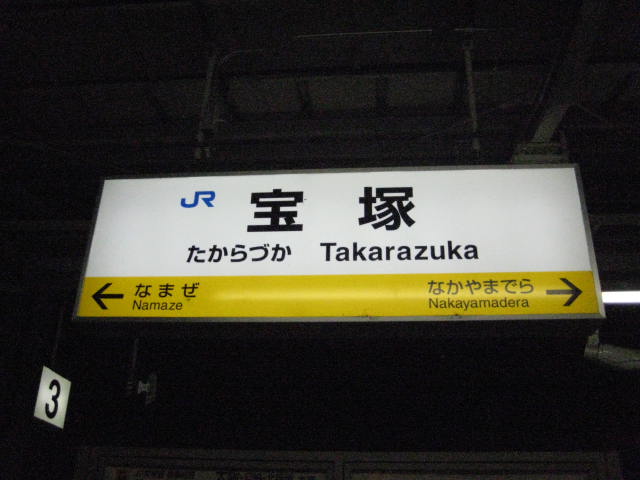 JR 宝塚
たからづか Takarazuka
← なまぜ なかやまでら →
Namaze Nakayamadera
3